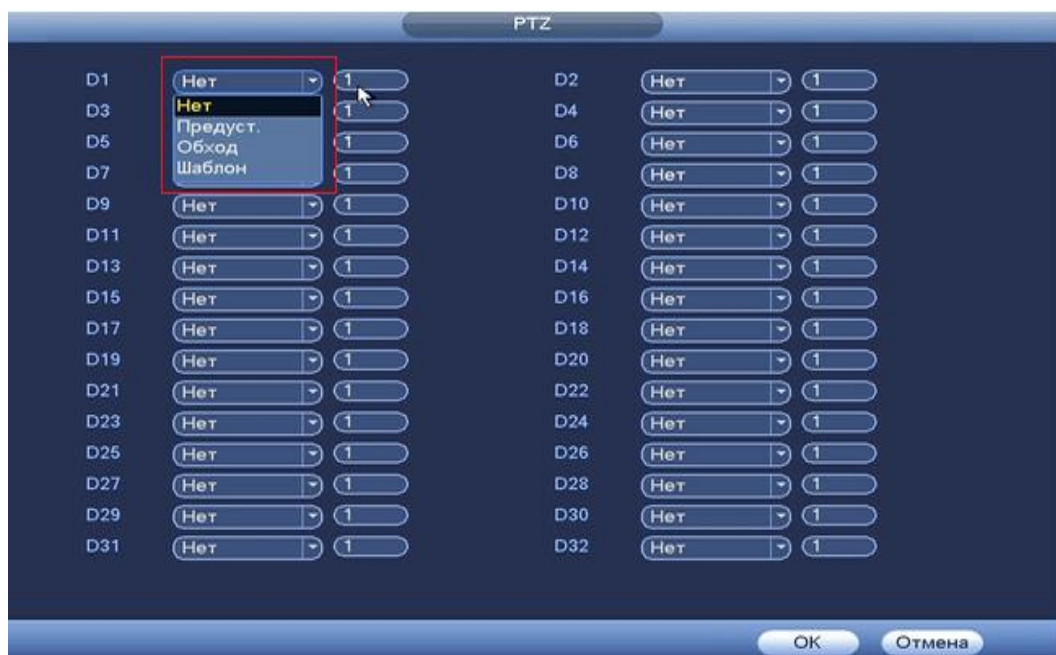 PTZ
D1 Нет 1 D2 Нет 1
Нет
D3 1 D4 Нет 1
Предуст.
D5 Обход 1 D6 Нет 1
D7 Шаблон 1 D8 Нет 1
D9 Нет 1 D10 Нет 1
D11 Нет 1 D12 Нет 1
D13 Нет 1 D14 Нет 1
D15 Нет 1 D16 Нет 1
D17 Нет 1 D18 Нет 1
D19 Нет 1 D20 Нет 1
D21 Нет 1 D22 Нет 1
D23 Нет 1 D24 Нет 1
D25 Нет 1 D26 Нет 1
D27 Нет 1 D28 Нет 1
D29 Нет 1 D30 Нет 1
D31 Нет 1 D32 Нет 1
OK Отмена